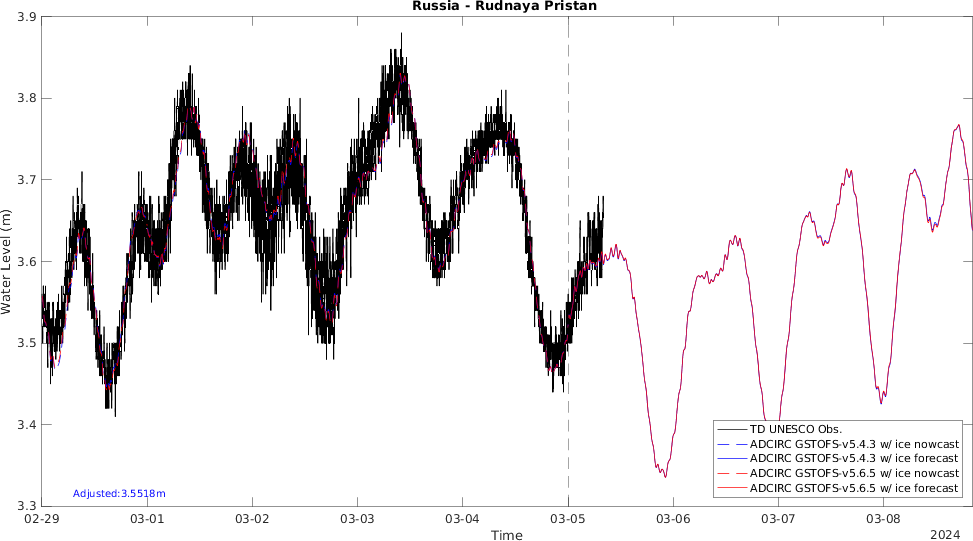 Russia - Rudnaya Pristan
3.9
3.8
3.7
3.6
3.5
3.4
3.3
Water Level (m)
Adjusted:3.5518m
TD UNESCO Obs.
ADCIRC GSTOFS-v5.4.3 w/ ice nowcast
ADCIRC GSTOFS-v5.4.3 w/ ice forecast
ADCIRC GSTOFS-v5.6.5 w/ ice nowcast
ADCIRC GSTOFS-v5.6.5 w/ ice forecast
02-29 03-01 03-02 03-03 03-04 03-05 03-06 03-07 03-08
Time
2024